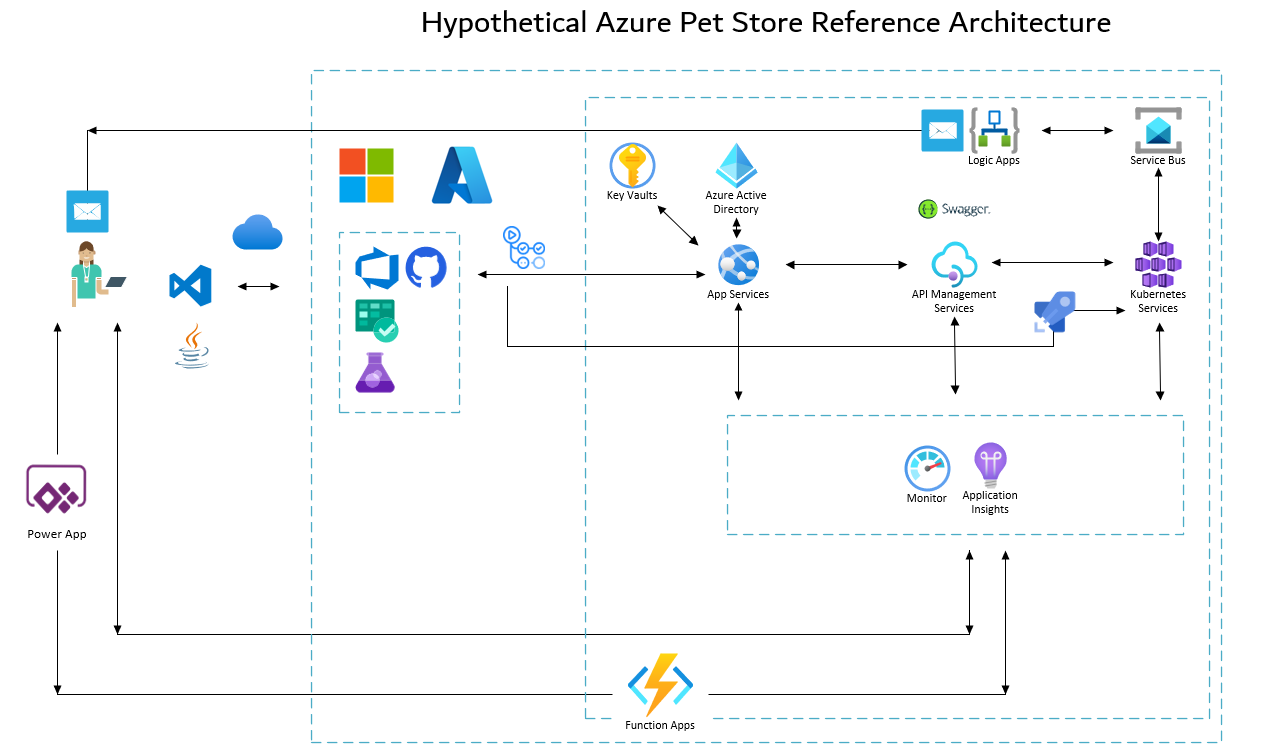 Hypothetical Azure Pet Store Reference Architecture
Logic Apps
Service Bus
Key Vaults
Azure Active
Directory
Swagger.
App Services
API Management
Services
Kubernetes
Services
Monitor
Application
Insights
Power App
Function Apps